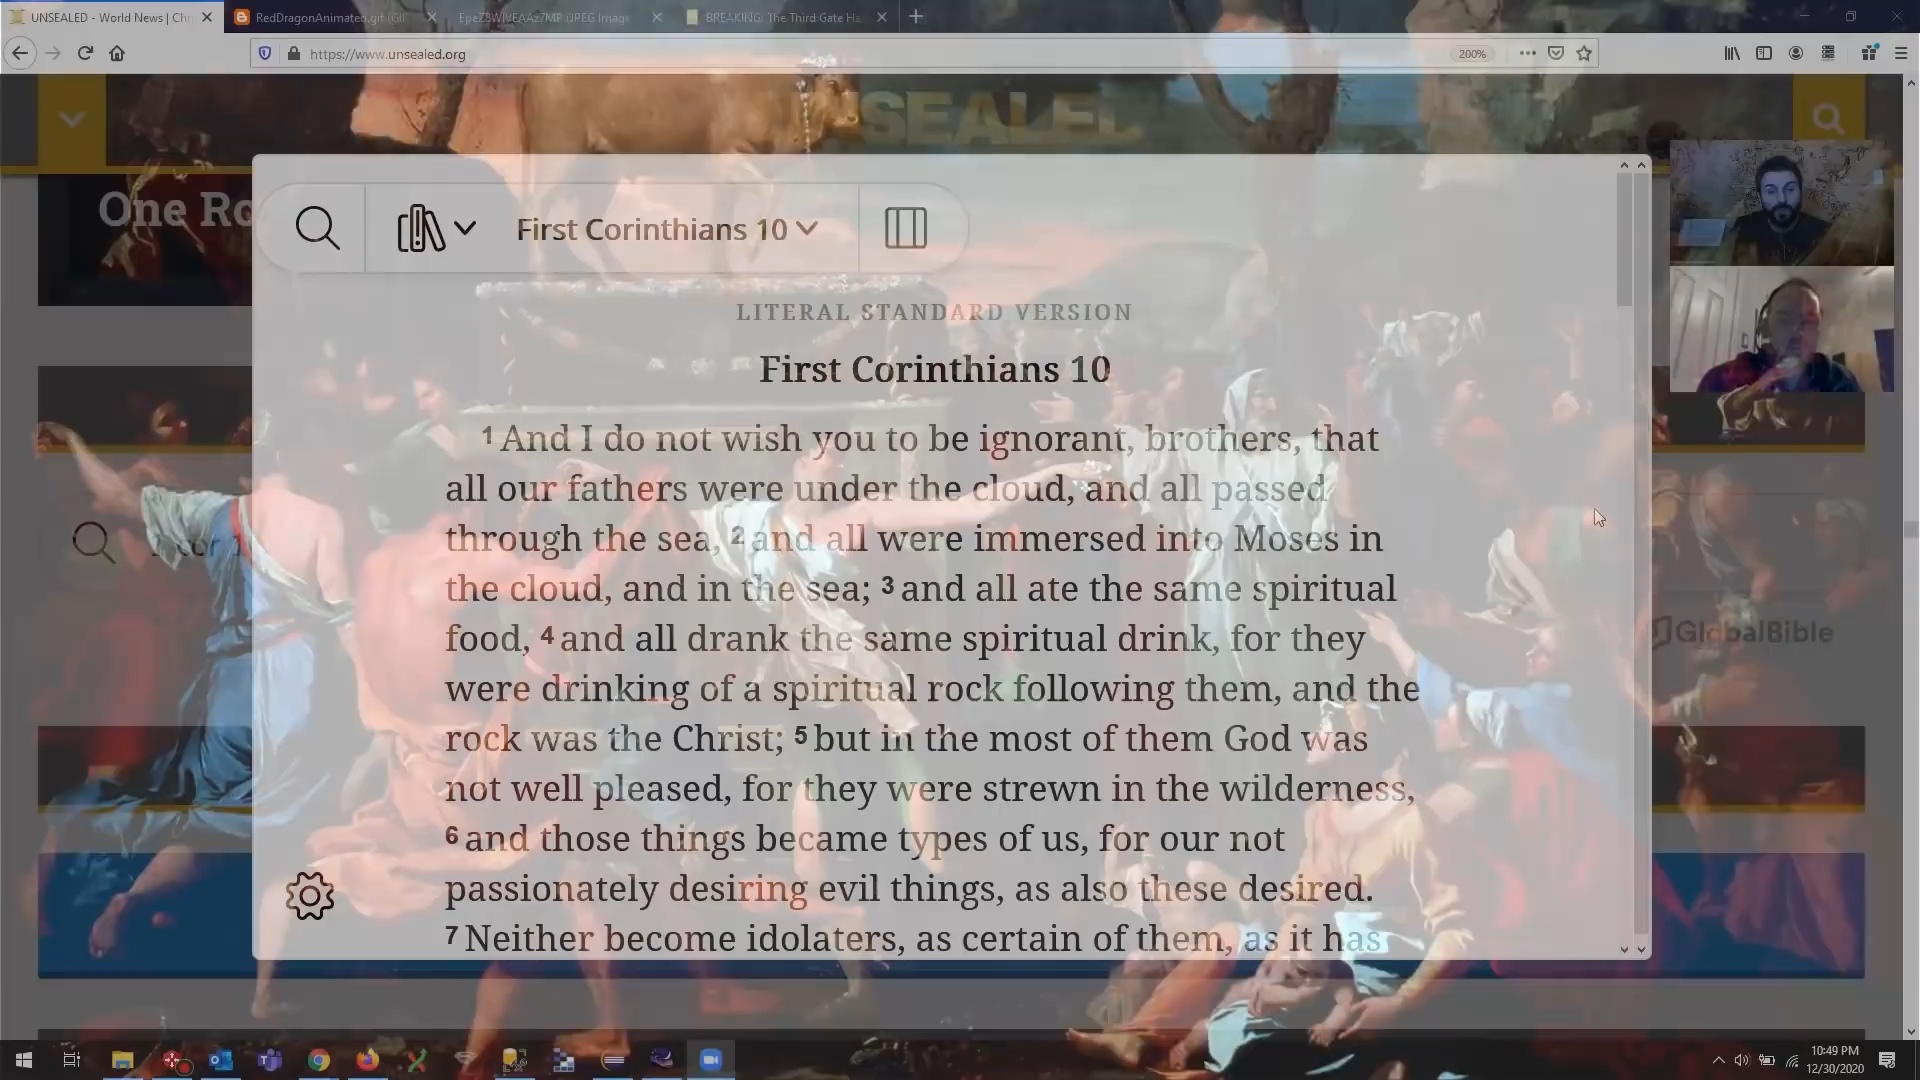 UNSEALED - World News | Chr
RedDragonAnimated.gif (GIF
EpeZ8WlVEAAz7MP (JPEG Image
BREAKING: The Third Gate Ha
https://www.unsealed.org
200%
UNSEALED
One Ro
First Corinthians 10
LITERAL STANDARD VERSION
First Corinthians 10
1 And I do not wish you to be ignorant, brothers, that
all our fathers were under the cloud, and all passed
through the sea, 2 and all were immersed into Moses in
the cloud, and in the sea; 3 and all ate the same spiritual
food, 4 and all drank the same spiritual drink, for they
were drinking of a spiritual rock following them, and the
rock was the Christ; 5 but in the most of them God was
not well pleased, for they were strewn in the wilderness,
6 and those things became types of us, for our not
passionately desiring evil things, as also these desired.
7 Neither become idolaters, as certain of them, as it has
GlobalBible
10:49 PM
12/30/2020